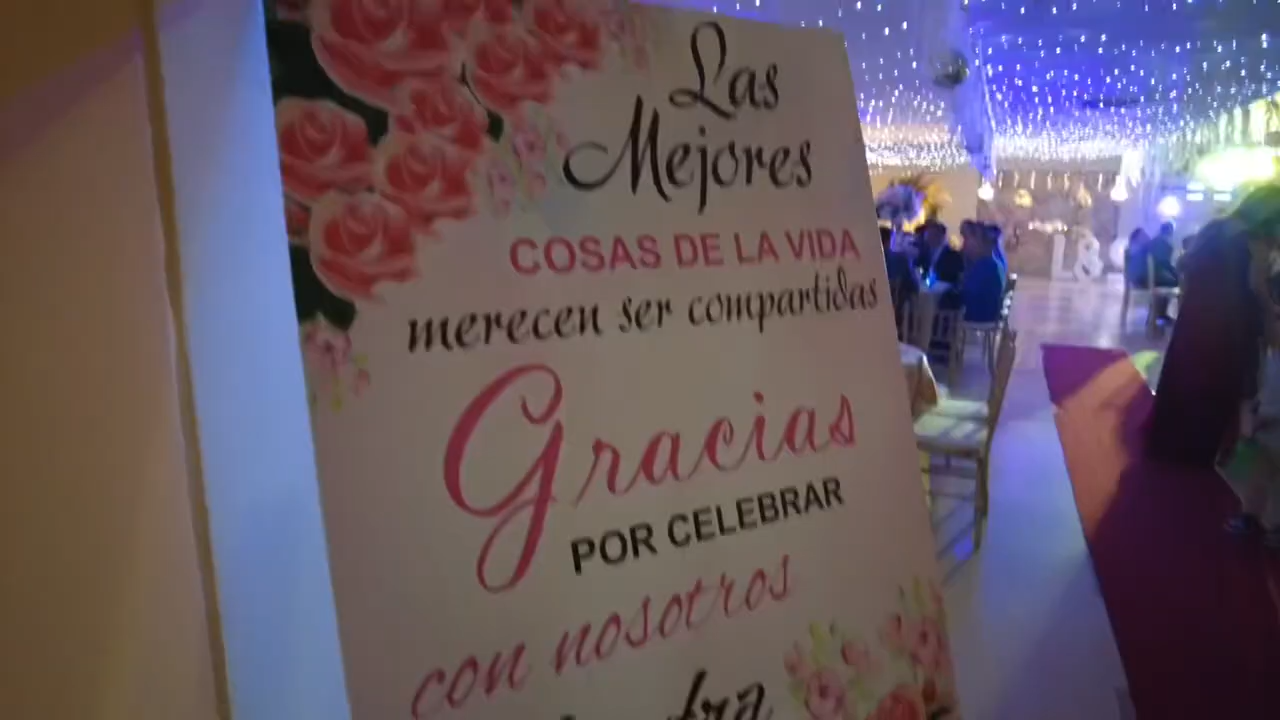 Las
Mejores
COSAS DE LA VIDA
merecen ser compartidas
Gracias
POR CELEBRAR
con nosotros
L&